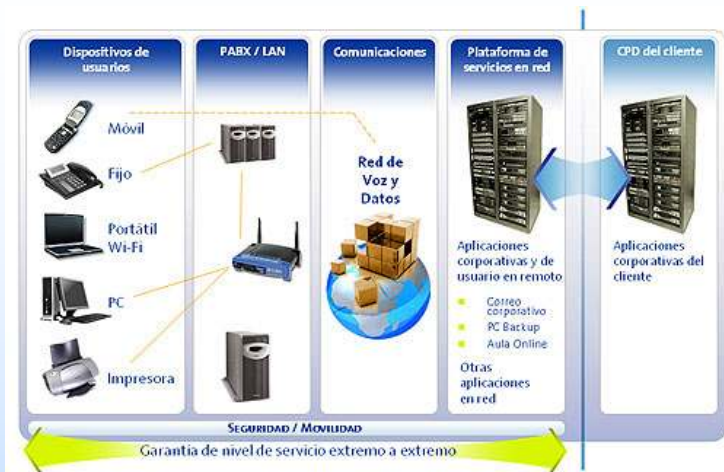 Dispositivos de
usuarios
PABX / LAN
Comunicaciones
Plataforma de
servicios en red
CPD del cliente
Móvil
Fijo
Portátil
Wi-Fi
PC
Impresora
Red de
Voz y
Datos
Aplicaciones
corporativas y de
usuario en remoto
Correo
corporativo
PC Backup
Aula Online
Otras
aplicaciones
en red
Aplicaciones
corporativas del
cliente
SEGURIDAD / MOVILIDAD
Garantía de nivel de servicio extremo a extremo